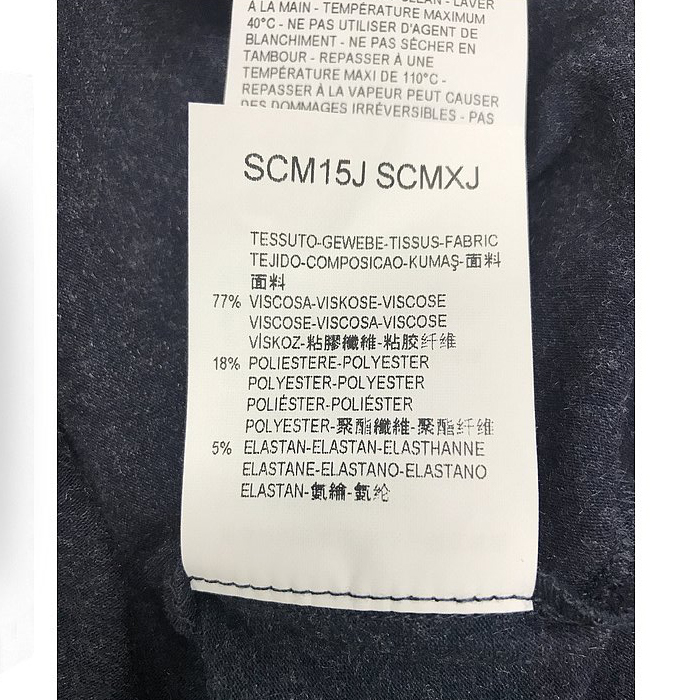 À LA MAIN - TEMPÉRATURE MAXIMUM
40°C - NE PAS UTILISER D'AGENT DE
BLANCHIMENT - NE PAS SÉCHER EN
TAMBOUR - REPASSER À UNE
TEMPÉRATURE MAXI DE 110°C -
REPASSER À LA VAPEUR PEUT CAUSER
DES DOMMAGES IRRÉVERSIBLES - PAS
SCM15J SCMXJ
TESSUTO-GEWEBE-TISSUS-FABRIC
TEJIDO-COMPOSICAO-KUMAŞ-面料
面料
77% VISCOSA-VISKOSE-VISCOSE
VISCOSE-VISCOSA-VISCOSE
VİSKOZ-粘膠纖維-粘胶纤维
18% POLIESTERE-POLYESTER
POLYESTER-POLYESTER
POLIÉSTER-POLIÉSTER
POLYESTER-聚酯纖維-聚酯纤维
5% ELASTAN-ELASTAN-ELASTHANNE
ELASTANE-ELASTANO-ELASTANO
ELASTAN-氨綸-氨纶